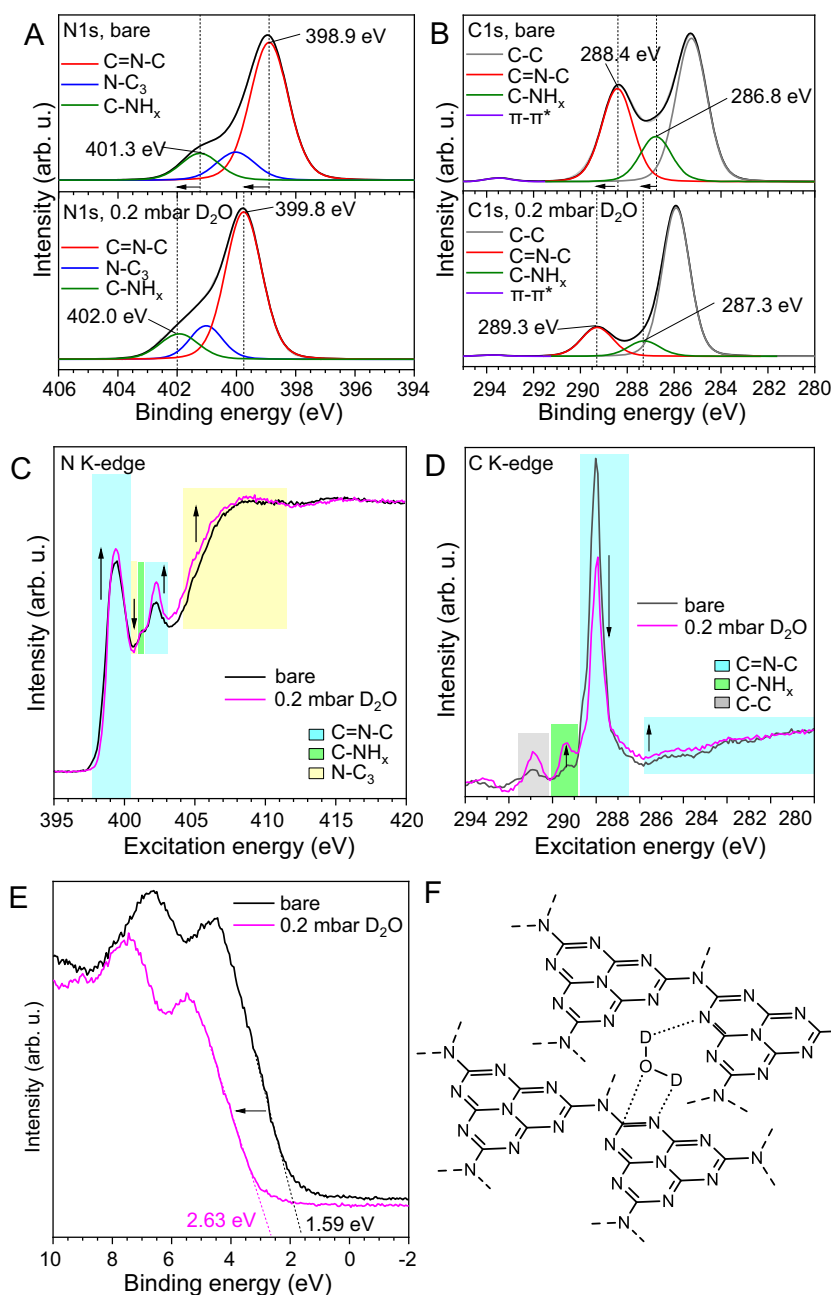 A
N1s, bare
C=N-C
N-C₃
C-NHₓ
398.9 eV
401.3 eV
N1s, 0.2 mbar D₂O
C=N-C
N-C₃
C-NHₓ
399.8 eV
402.0 eV
Intensity (arb. u.)
406 404 402 400 398 396 394
Binding energy (eV)
B
C1s, bare
C-C
C=N-C
C-NHₓ
π-π*
288.4 eV
286.8 eV
C1s, 0.2 mbar D₂O
C-C
C=N-C
C-NHₓ
π-π*
289.3 eV
287.3 eV
Intensity (arb. u.)
294 292 290 288 286 284 282 280
Binding energy (eV)
C
N K-edge
bare
0.2 mbar D₂O
C=N-C
C-NHₓ
N-C₃
Intensity (arb. u.)
395 400 405 410 415 420
Excitation energy (eV)
D
C K-edge
bare
0.2 mbar D₂O
C=N-C
C-NHₓ
C-C
Intensity (arb. u.)
294 292 290 288 286 284 282 280
Excitation energy (eV)
E
bare
0.2 mbar D₂O
2.63 eV
1.59 eV
Intensity (arb. u.)
10 8 6 4 2 0 -2
Binding energy (eV)
F
N
N
N N
N N N
N N N
N D N N
N O N N
N N D N N
N N N N N
N N N N N
N N N N
N N N
N N
N